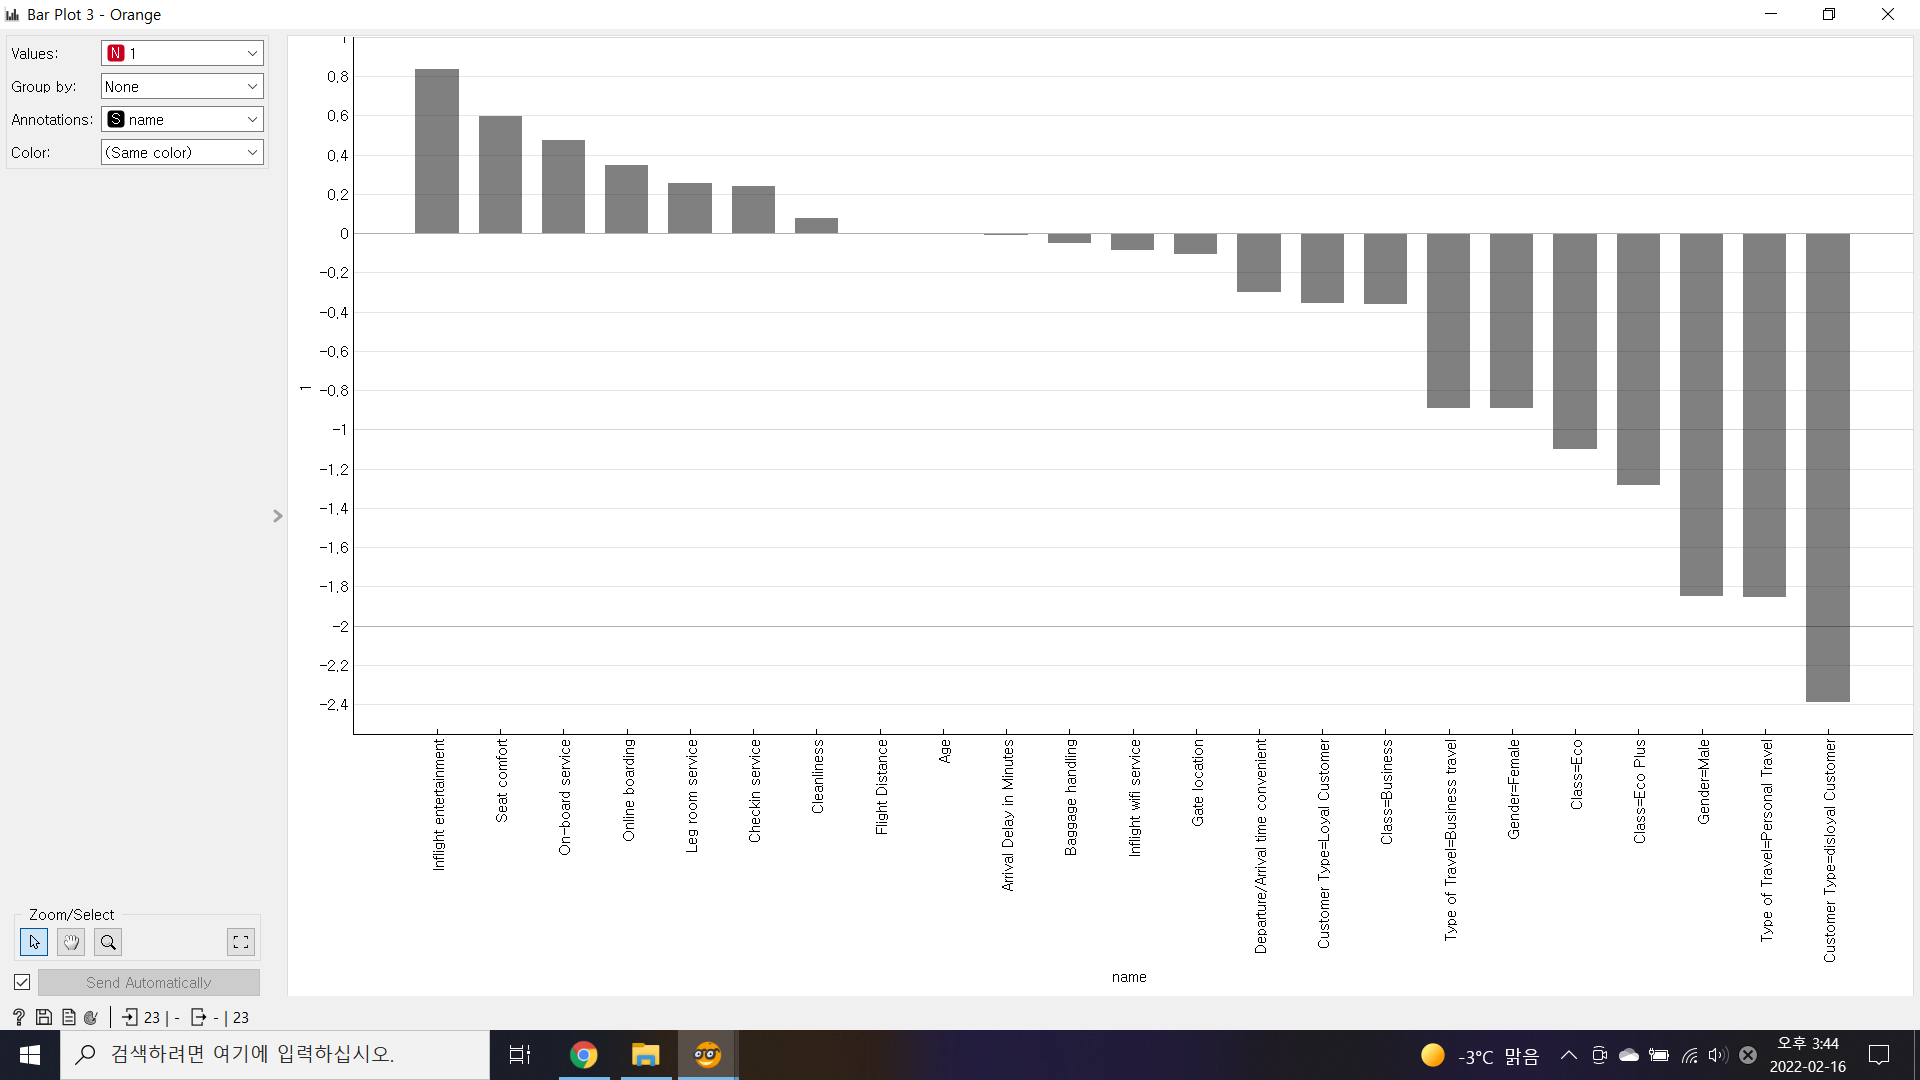 Bar Plot 3 - Orange
Values: N 1
Group by: None
Annotations: S name
Color: (Same color)
1
0.8
0.6
0.4
0.2
0
-0.2
-0.4
-0.6
-0.8
-1
-1.2
-1.4
-1.6
-1.8
-2
-2.2
-2.4
1
Inflight entertainment
Seat comfort
On-board service
Online boarding
Leg room service
Checkin service
Cleanliness
Flight Distance
Age
Arrival Delay in Minutes
Baggage handling
Inflight wifi service
Gate location
Departure/Arrival time convenient
Customer Type=Loyal Customer
Class=Business
Type of Travel=Business travel
Gender=Female
Class=Eco
Class=Eco Plus
Gender=Male
Type of Travel=Personal Travel
Customer Type=disloyal Customer
name
Zoom/Select
Send Automatically
? 23 | - - | 23
검색하려면 여기에 입력하십시오.
-3°C 맑음
오후 3:44
2022-02-16